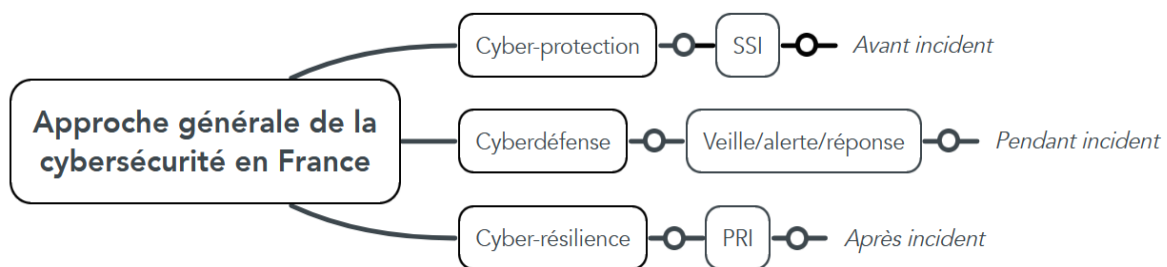 Approche générale de la
cybersécurité en France
Cyber-protection
SSI
Avant incident
Cyberdéfense
Veille/alerte/réponse
Pendant incident
Cyber-résilience
PRI
Après incident